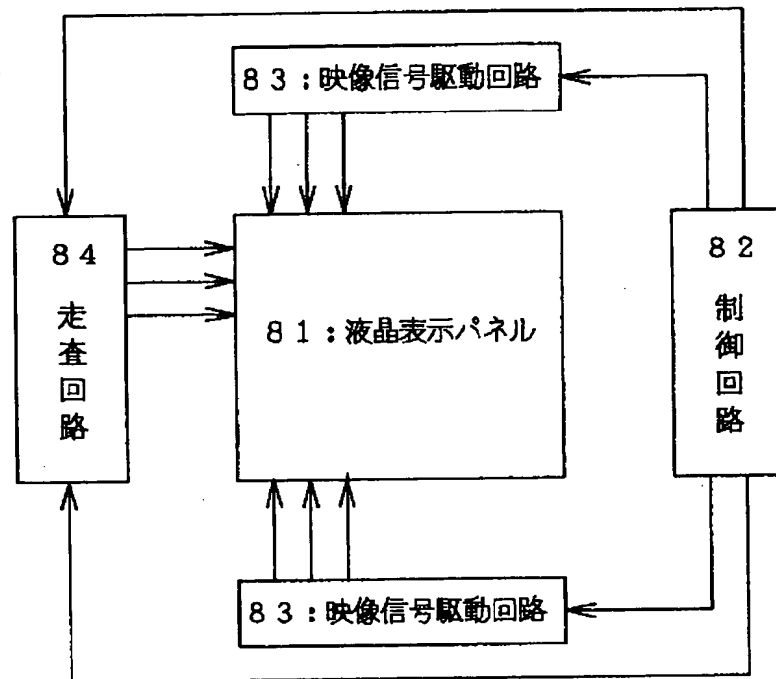 ８３：映像信号駆動回路
８４
走査回路
８１：液晶表示パネル
８２
制御回路
８３：映像信号駆動回路